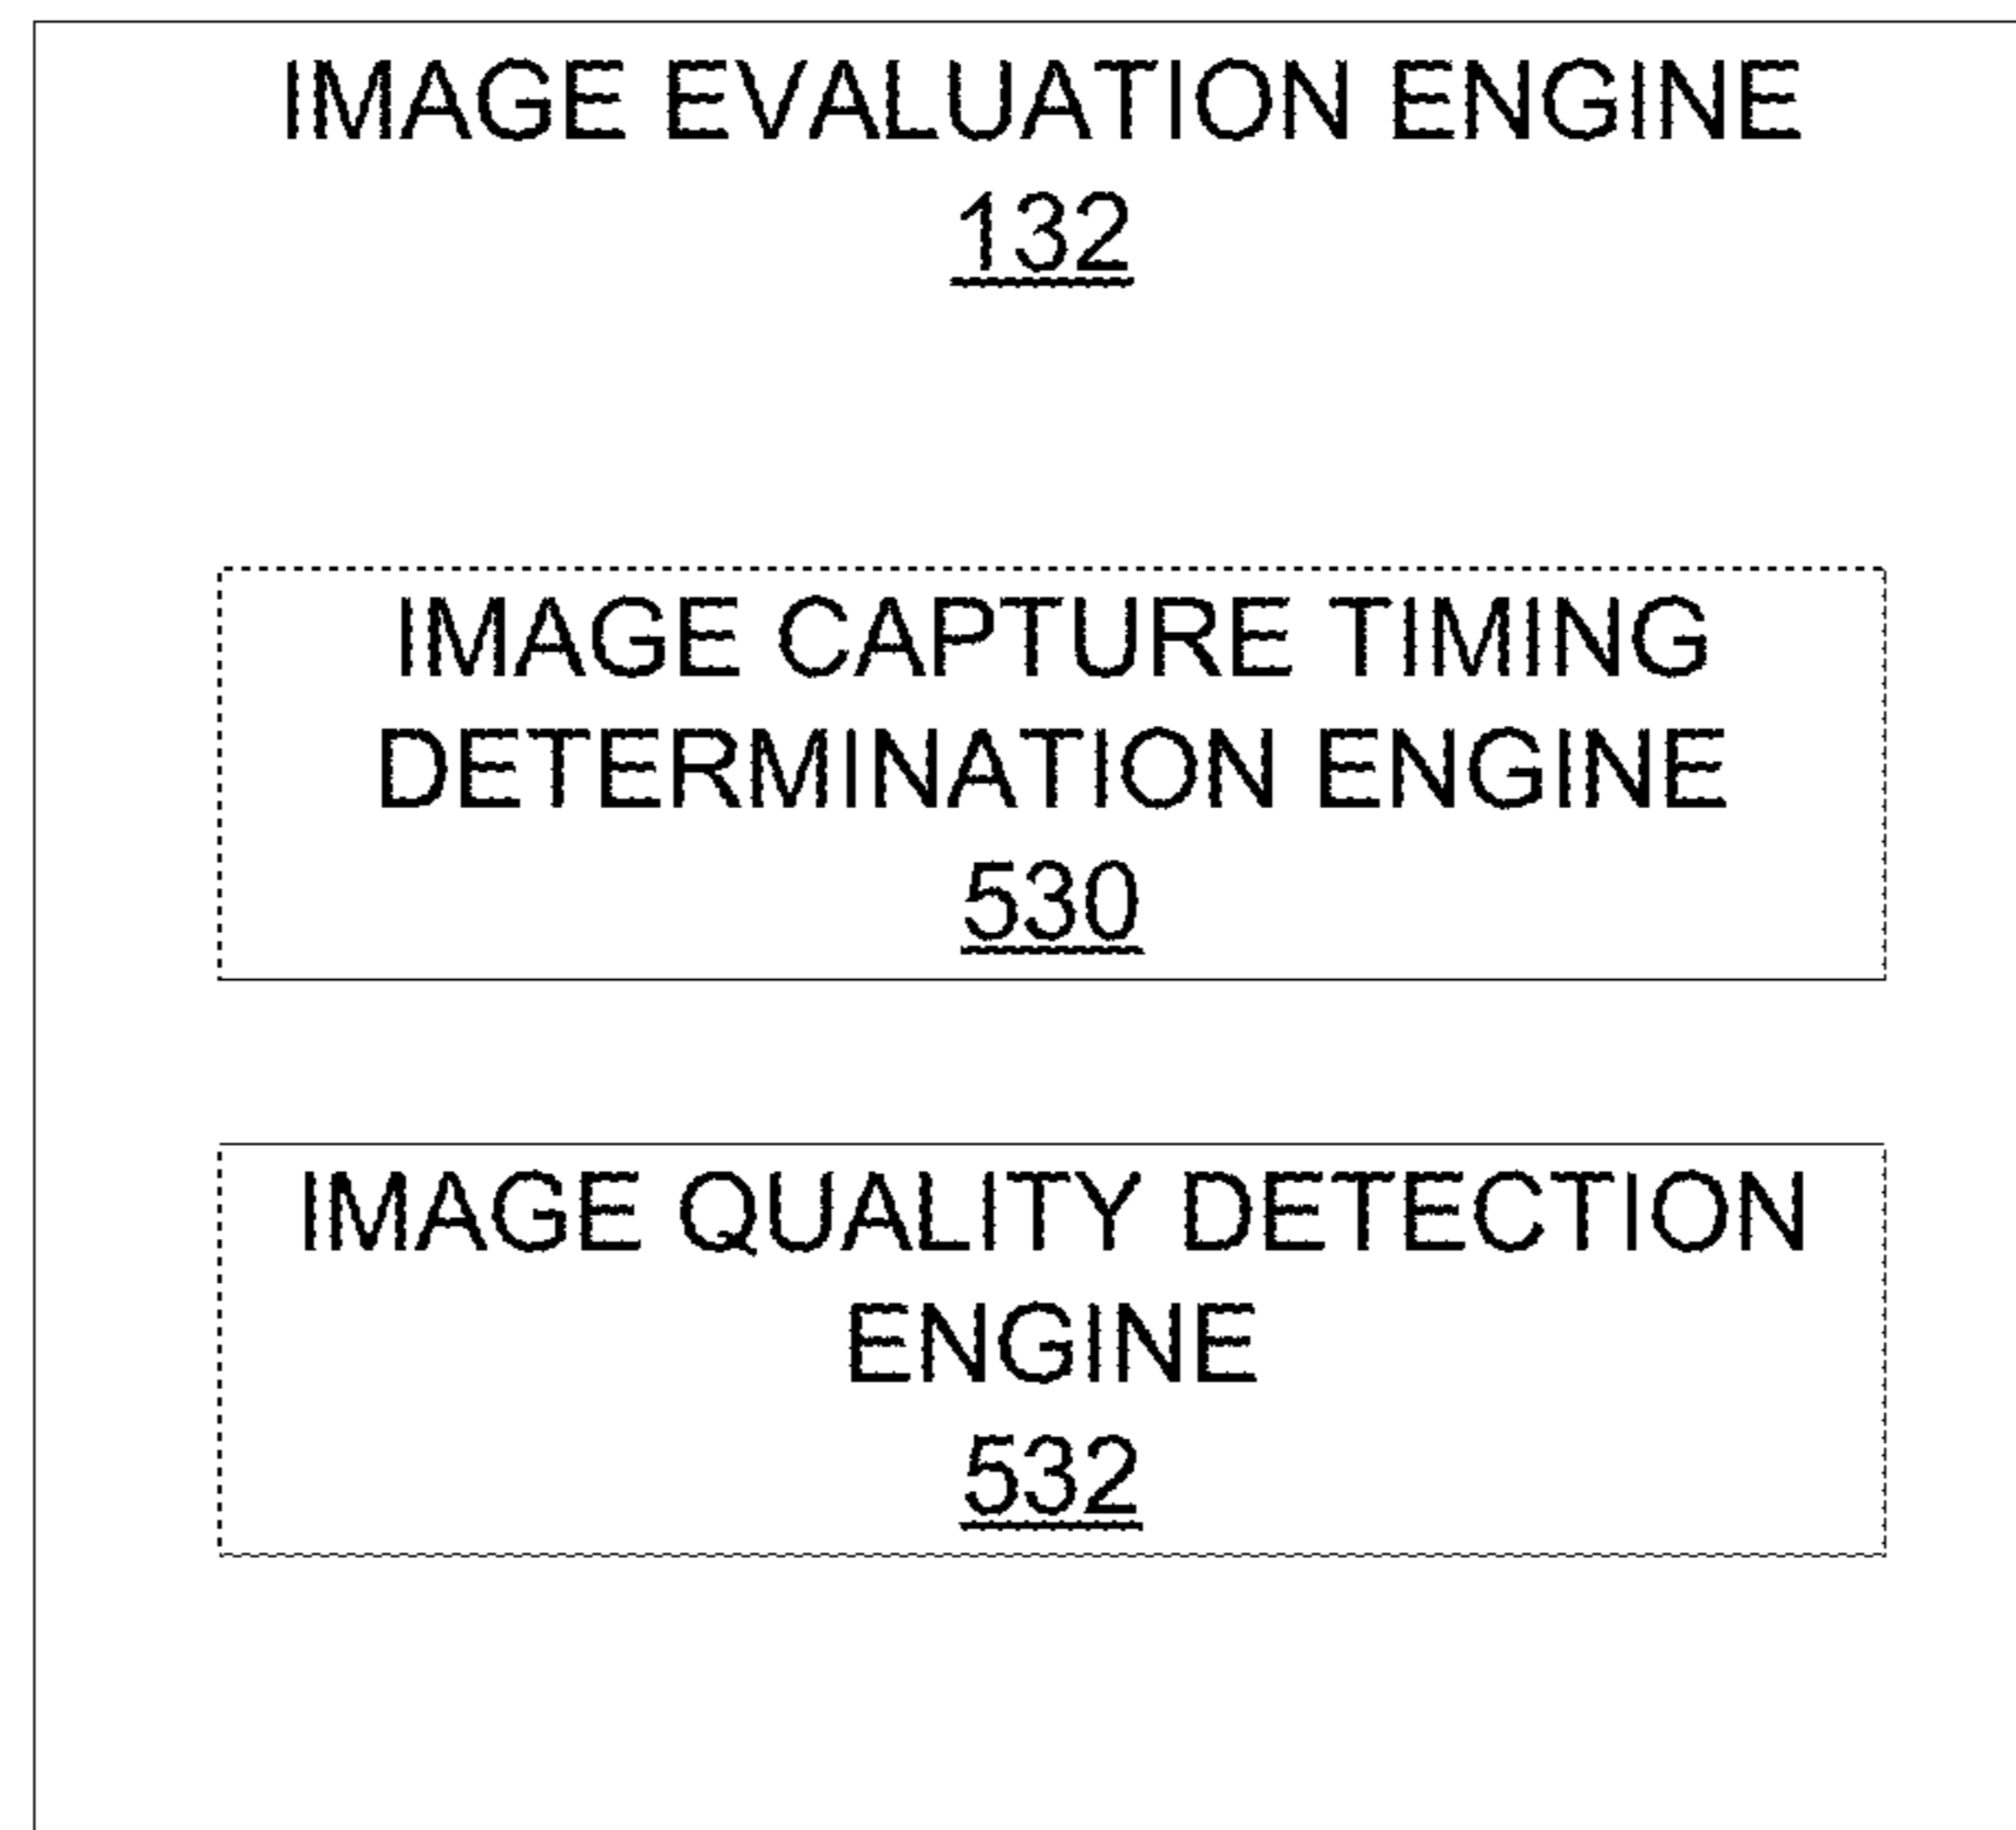 IMAGE EVALUATION ENGINE
132
IMAGE CAPTURE TIMING
DETERMINATION ENGINE
530
IMAGE QUALITY DETECTION
ENGINE
532